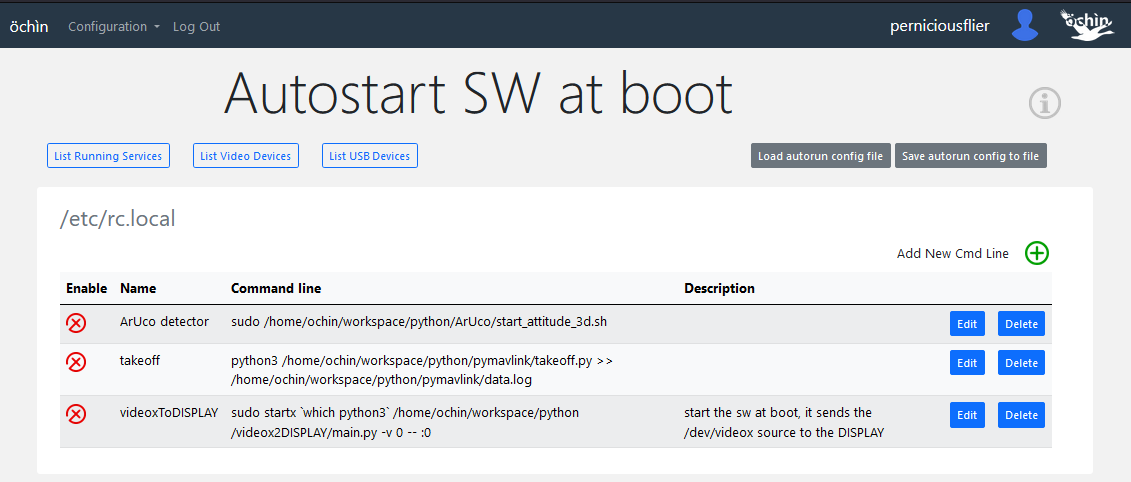 öchìn Configuration Log Out perniciousflier öchìn
Autostart SW at boot
List Running Services List Video Devices List USB Devices Load autorun config file Save autorun config to file
/etc/rc.local
Add New Cmd Line
Enable Name Command line Description
ArUco detector sudo /home/ochin/workspace/python/ArUco/start_attitude_3d.sh Edit Delete
takeoff python3 /home/ochin/workspace/python/pymavlink/takeoff.py >> Edit Delete
/home/ochin/workspace/python/pymavlink/data.log
videoxToDISPLAY sudo startx `which python3` /home/ochin/workspace/python start the sw at boot, it sends the Edit Delete
/videox2DISPLAY/main.py -v 0 -- :0 /dev/videox source to the DISPLAY